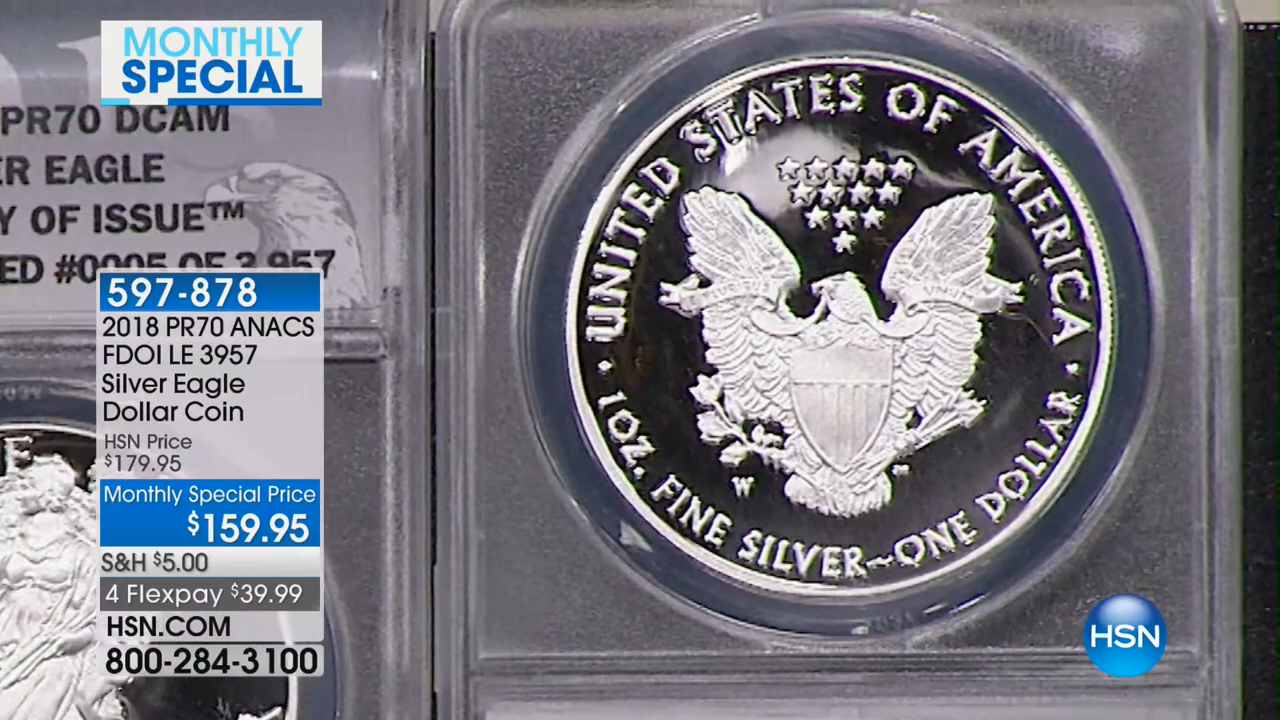 MONTHLY
SPECIAL
PR70 DCAM
EAGLE
OF ISSUE™
597-878
2018 PR70 ANACS
FDOI LE 3957
Silver Eagle
Dollar Coin
HSN Price
$179.95
Monthly Special Price
$159.95
S&H $5.00
4 Flexpay $39.99
HSN.COM
800-284-3100
UNITED STATES OF AMERICA
1 OZ. FINE SILVER~ONE DOLLAR
W
HSN